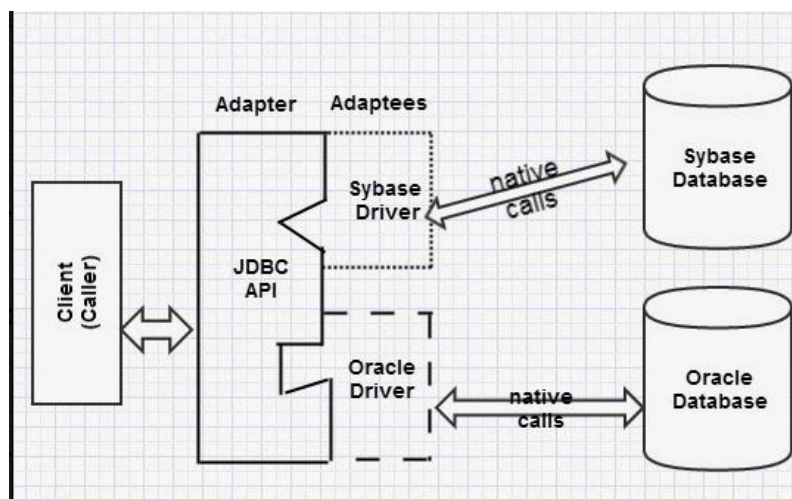 Adapter
Adaptees
Client
(Caller)
JDBC
API
Sybase
Driver
native
calls
Sybase
Database
Oracle
Driver
native
calls
Oracle
Database